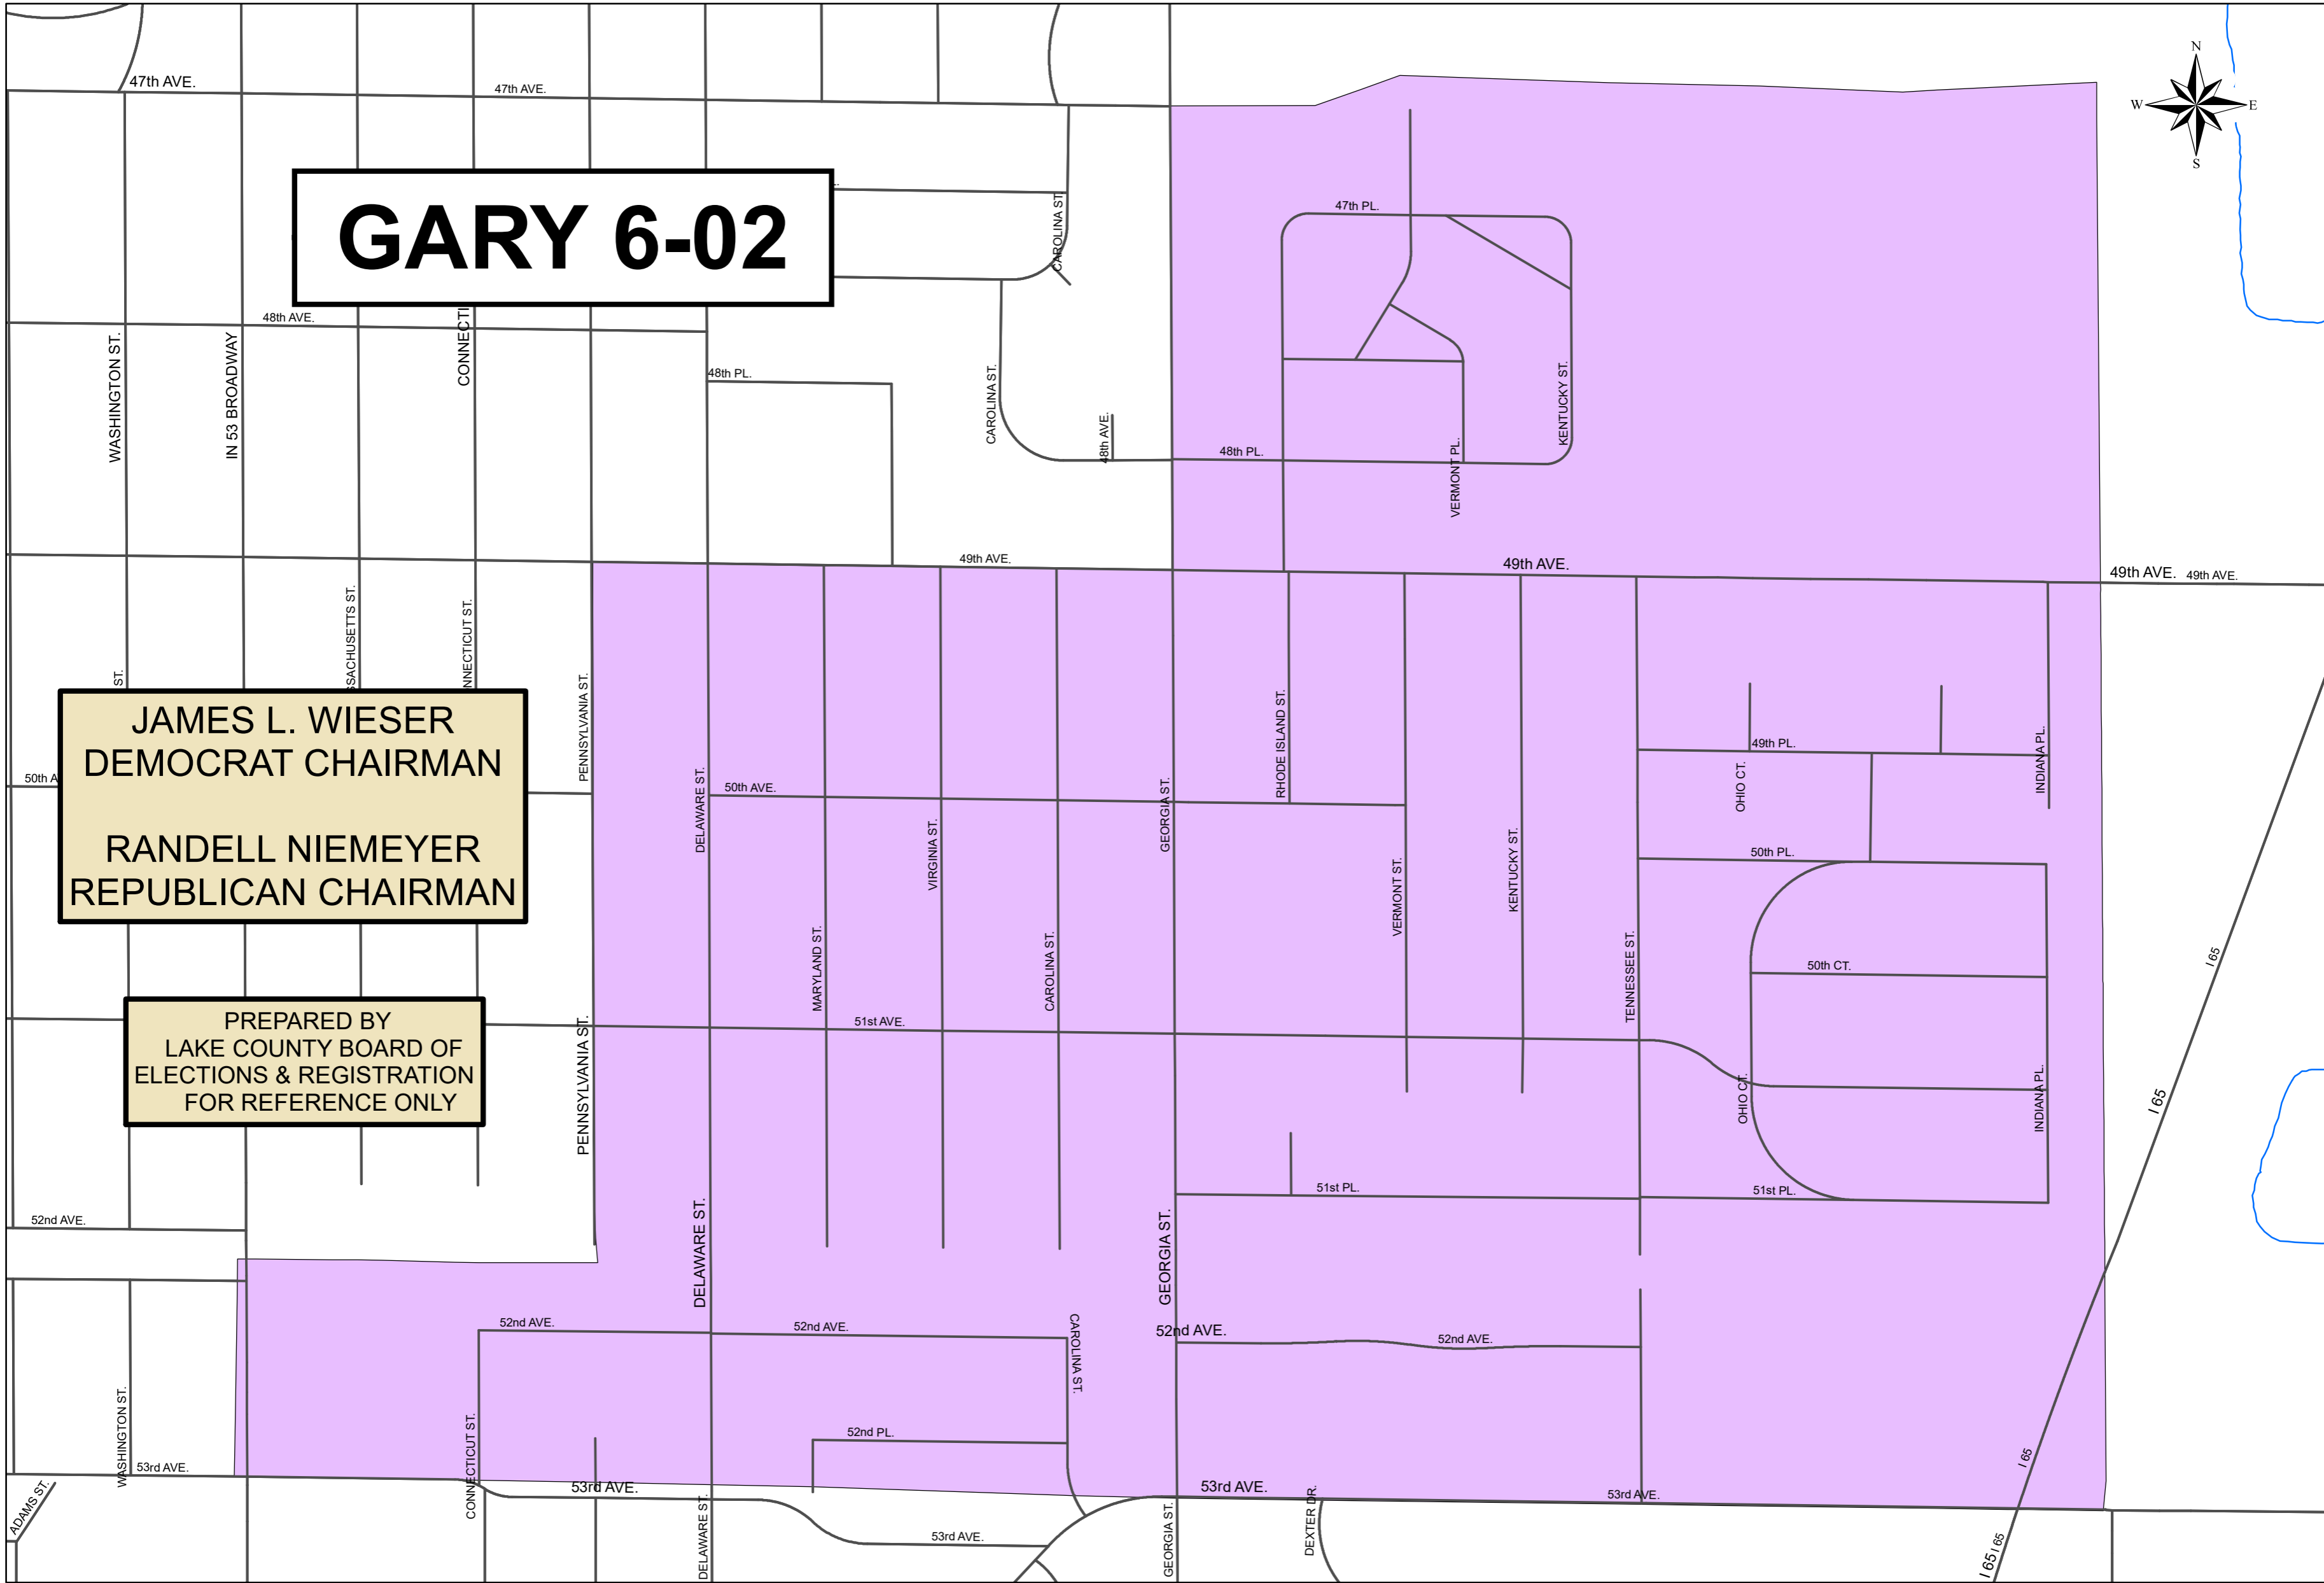 47th AVE.
47th AVE.
N
W
E
S
GARY 6-02
CAROLINA ST.
47th PL.
48th AVE.
WASHINGTON ST.
IN 53 BROADWAY
CONNECTI
48th PL.
CAROLINA ST.
48th AVE.
48th PL.
VERMONT PL.
KENTUCKY ST.
49th AVE.
49th AVE.
49th AVE.
49th AVE.
ST.
SSACHUSETTS ST.
NNECTICUT ST.
PENNSYLVANIA ST.
JAMES L. WIESER
DEMOCRAT CHAIRMAN
RANDELL NIEMEYER
REPUBLICAN CHAIRMAN
50th A
DELAWARE ST.
50th AVE.
MARYLAND ST.
VIRGINIA ST.
CAROLINA ST.
GEORGIA ST.
RHODE ISLAND ST.
VERMONT ST.
KENTUCKY ST.
TENNESSEE ST.
49th PL.
OHIO CT.
INDIANA PL.
50th PL.
50th CT.
I 65
PREPARED BY
LAKE COUNTY BOARD OF
ELECTIONS & REGISTRATION
FOR REFERENCE ONLY
PENNSYLVANIA ST.
51st AVE.
OHIO CT.
INDIANA PL.
I 65
51st PL.
51st PL.
52nd AVE.
DELAWARE ST.
GEORGIA ST.
52nd AVE.
52nd AVE.
CAROLINA ST.
52nd AVE.
52nd AVE.
WASHINGTON ST.
CONNECTICUT ST.
52nd PL.
I 65
53rd AVE.
53rd AVE.
53rd AVE.
53rd AVE.
ADAMS ST.
DELAWARE ST.
53rd AVE.
GEORGIA ST.
DEXTER DR.
I 65
I 65